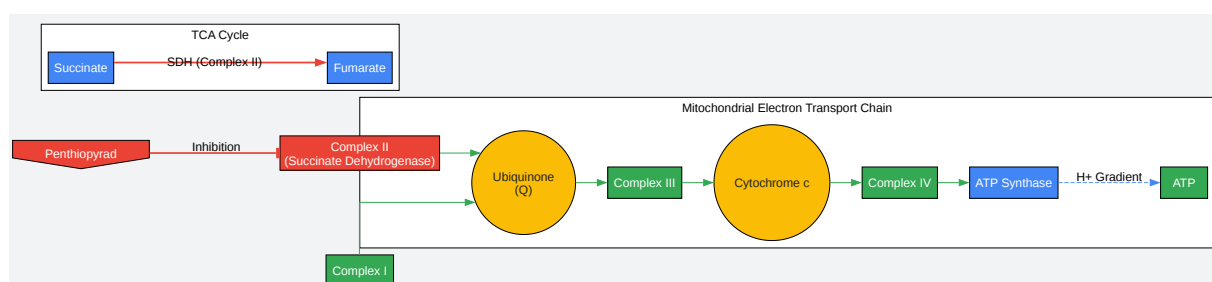 TCA Cycle
Succinate
SDH (Complex II)
Fumarate
Mitochondrial Electron Transport Chain
Penthiopyrad
Inhibition
Complex II
(Succinate Dehydrogenase)
Ubiquinone
(Q)
Complex III
Cytochrome c
Complex IV
ATP Synthase
H+ Gradient
ATP
Complex I